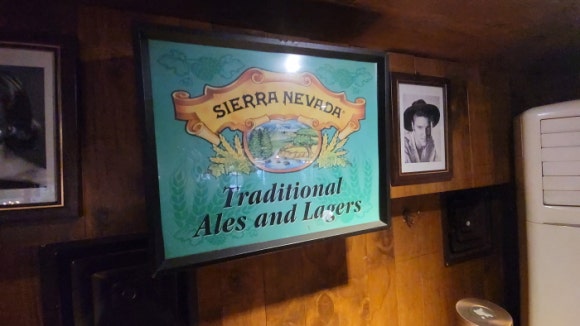 SIERRA NEVADA
Traditional
Ales and Lagers